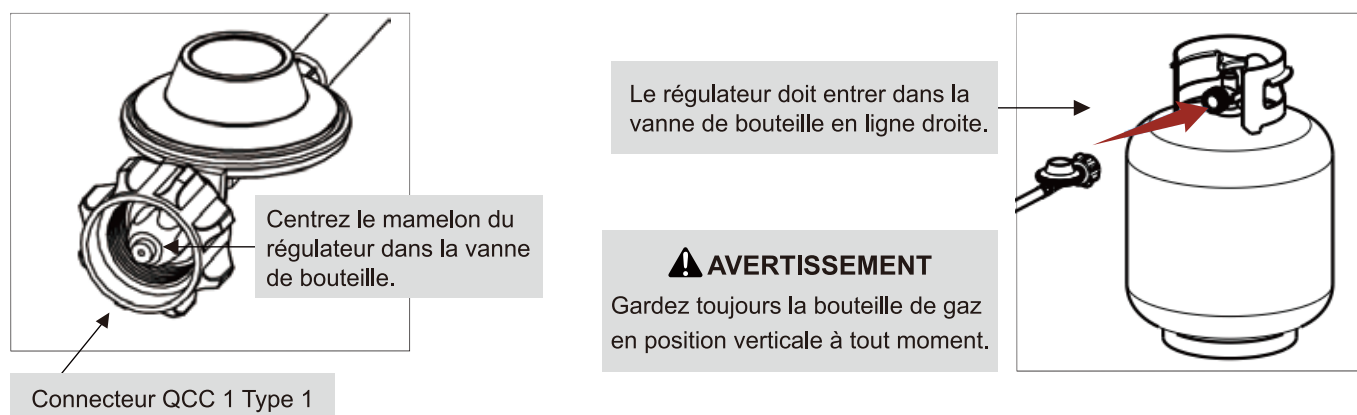 Centrez le mamelon du
régulateur dans la vanne
de bouteille.
Connecteur QCC 1 Type 1
Le régulateur doit entrer dans la
vanne de bouteille en ligne droite.
AVERTISSEMENT
Gardez toujours la bouteille de gaz
en position verticale à tout moment.